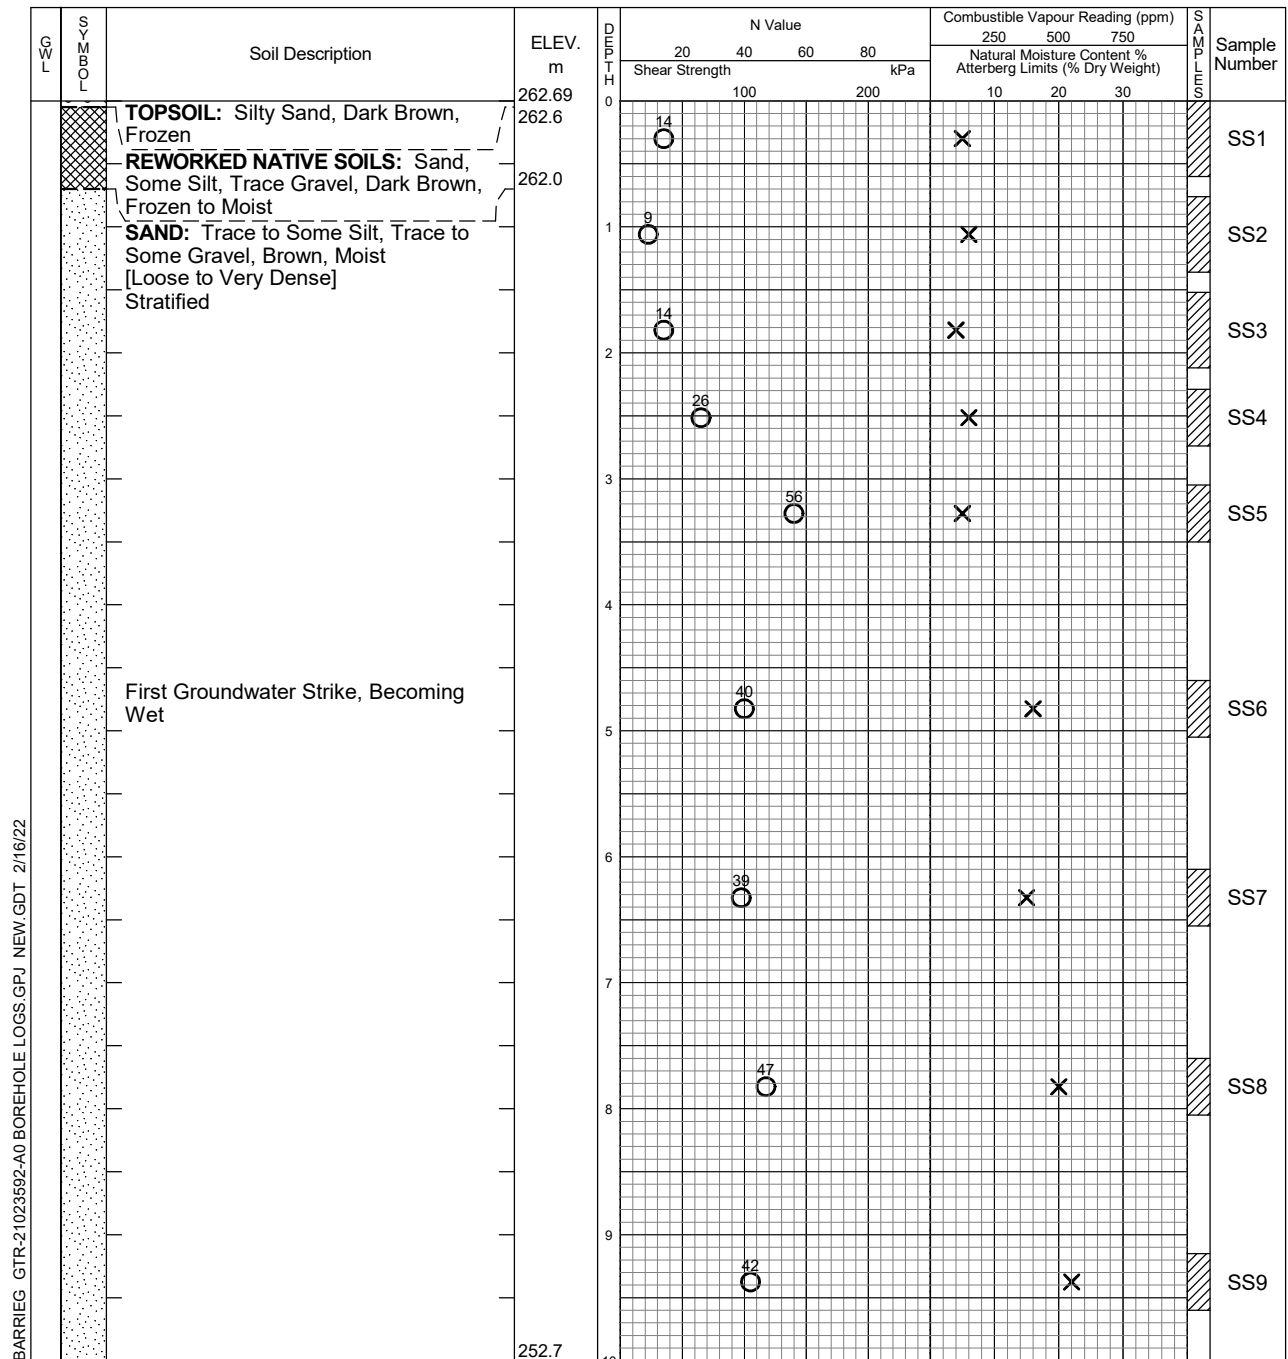 GWL
SYMBOL
Soil Description
ELEV.
m
DEPTH
N Value
20 40 60 80
Shear Strength kPa
100 200
Combustible Vapour Reading (ppm)
250 500 750
Natural Moisture Content %
Atterberg Limits (% Dry Weight)
10 20 30
SAMPLES
Sample
Number
262.69
0
TOPSOIL: Silty Sand, Dark Brown,
Frozen
262.6
14
SS1
REWORKED NATIVE SOILS: Sand,
Some Silt, Trace Gravel, Dark Brown,
Frozen to Moist
262.0
SAND: Trace to Some Silt, Trace to
Some Gravel, Brown, Moist
[Loose to Very Dense]
Stratified
9
1
SS2
14
SS3
2
26
SS4
3
56
SS5
4
First Groundwater Strike, Becoming
Wet
40
SS6
5
6
39
SS7
7
47
SS8
8
9
42
SS9
252.7
BARRIEG GTR-21023592-A0 BOREHOLE LOGS.GPJ NEW.GDT 2/16/22